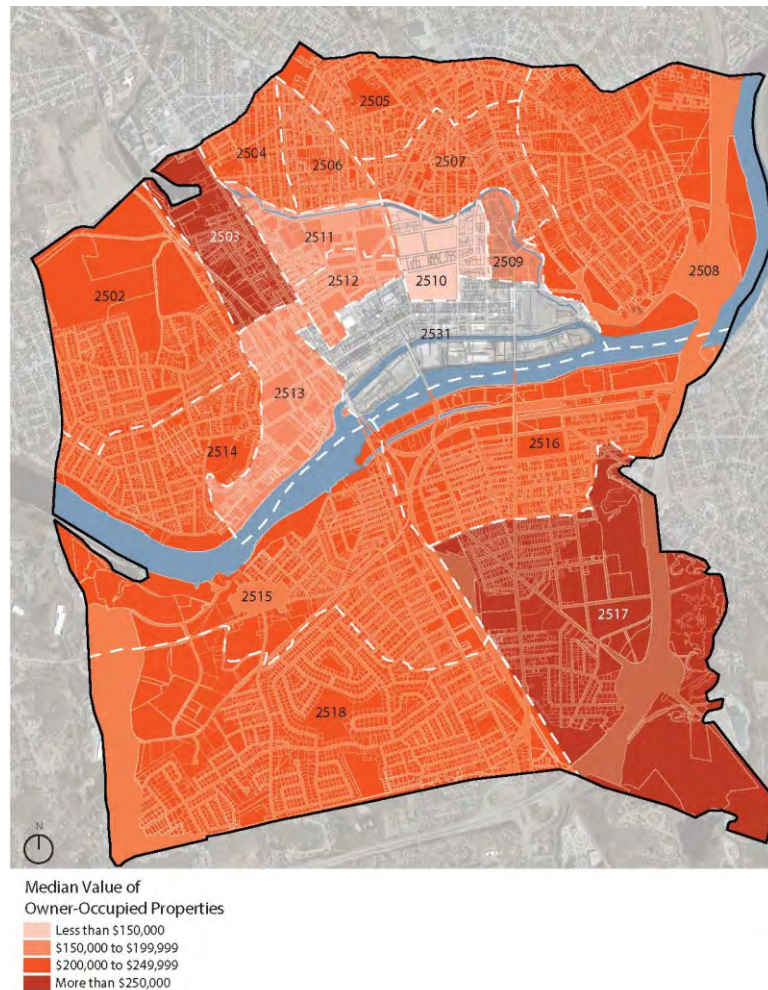 2505
2504
2506
2507
2503
2511
2508
2502
2512
2510
2509
2531
2513
2514
2516
2515
2517
2518
N
Median Value of
Owner-Occupied Properties
Less than $150,000
$150,000 to $199,999
$200,000 to $249,999
More than $250,000